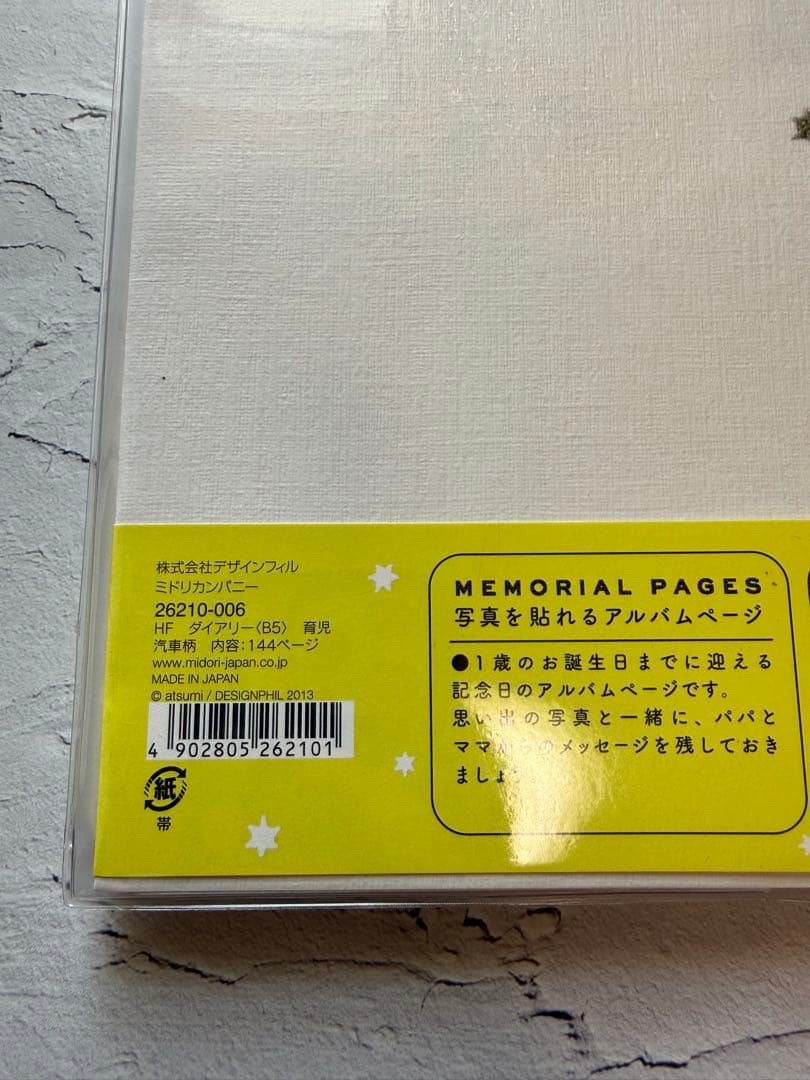 株式会社デザインフィル
ミドリカンパニー
26210-006
HF ダイアリー〈B5〉 育児
汽車柄 内容:144ページ
www.midori-japan.co.jp
MADE IN JAPAN
© atsumi / DESIGNPHIL 2013
4 902805 262101
紙
帯
MEMORIAL PAGES
写真を貼れるアルバムページ
●1歳のお誕生日までに迎える
記念日のアルバムページです。
思い出の写真と一緒に、パパと
ママからのメッセージを残しておき
ましょう。